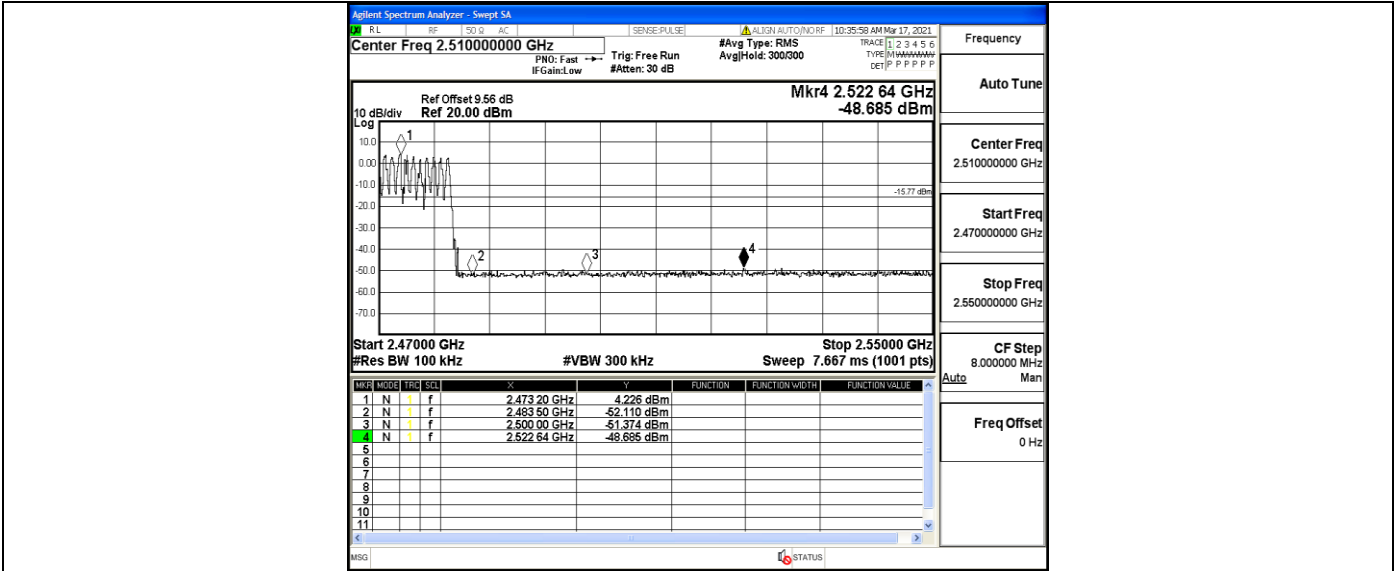 Agilent Spectrum Analyzer - Swept SA
RL RF 50 Ω AC SENSE:PULSE ALIGN AUTO/NO RF 10:35:58 AM Mar 17, 2021
Center Freq 2.510000000 GHz
PNO: Fast
IFGain:Low
Trig: Free Run
#Atten: 30 dB
#Avg Type: RMS
Avg|Hold: 300/300
TRACE 1 2 3 4 5 6
TYPE M
DET P P P P P P
Ref Offset 9.56 dB
10 dB/div Ref 20.00 dBm
Log
Mkr4 2.522 64 GHz
-48.685 dBm
10.0
0.00
-10.0
-20.0
-30.0
-40.0
-50.0
-60.0
-70.0
1
2
3
4
-15.77 dBm
Start 2.47000 GHz Stop 2.55000 GHz
#Res BW 100 kHz #VBW 300 kHz Sweep 7.667 ms (1001 pts)
MKR MODE TRC SCL X Y FUNCTION FUNCTION WIDTH FUNCTION VALUE
1 N 1 f 2.473 20 GHz 4.226 dBm
2 N 1 f 2.483 50 GHz -52.110 dBm
3 N 1 f 2.500 00 GHz -51.374 dBm
4 N 1 f 2.522 64 GHz -48.685 dBm
5
6
7
8
9
10
11
MSG STATUS
Frequency
Auto Tune
Center Freq
2.510000000 GHz
Start Freq
2.470000000 GHz
Stop Freq
2.550000000 GHz
CF Step
8.000000 MHz
Auto Man
Freq Offset
0 Hz